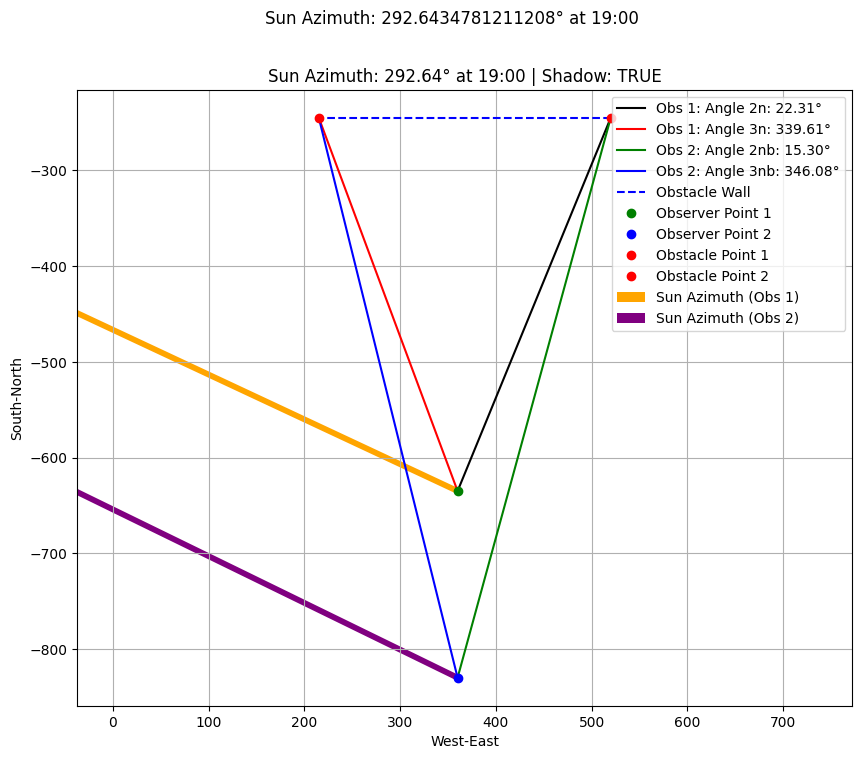 Sun Azimuth: 292.6434781211208° at 19:00
Sun Azimuth: 292.64° at 19:00 | Shadow: TRUE
Obs 1: Angle 2n: 22.31°
Obs 1: Angle 3n: 339.61°
Obs 2: Angle 2nb: 15.30°
Obs 2: Angle 3nb: 346.08°
Obstacle Wall
Observer Point 1
Observer Point 2
Obstacle Point 1
Obstacle Point 2
Sun Azimuth (Obs 1)
Sun Azimuth (Obs 2)
South-North
−300
−400
−500
−600
−700
−800
0 100 200 300 400 500 600 700
West-East